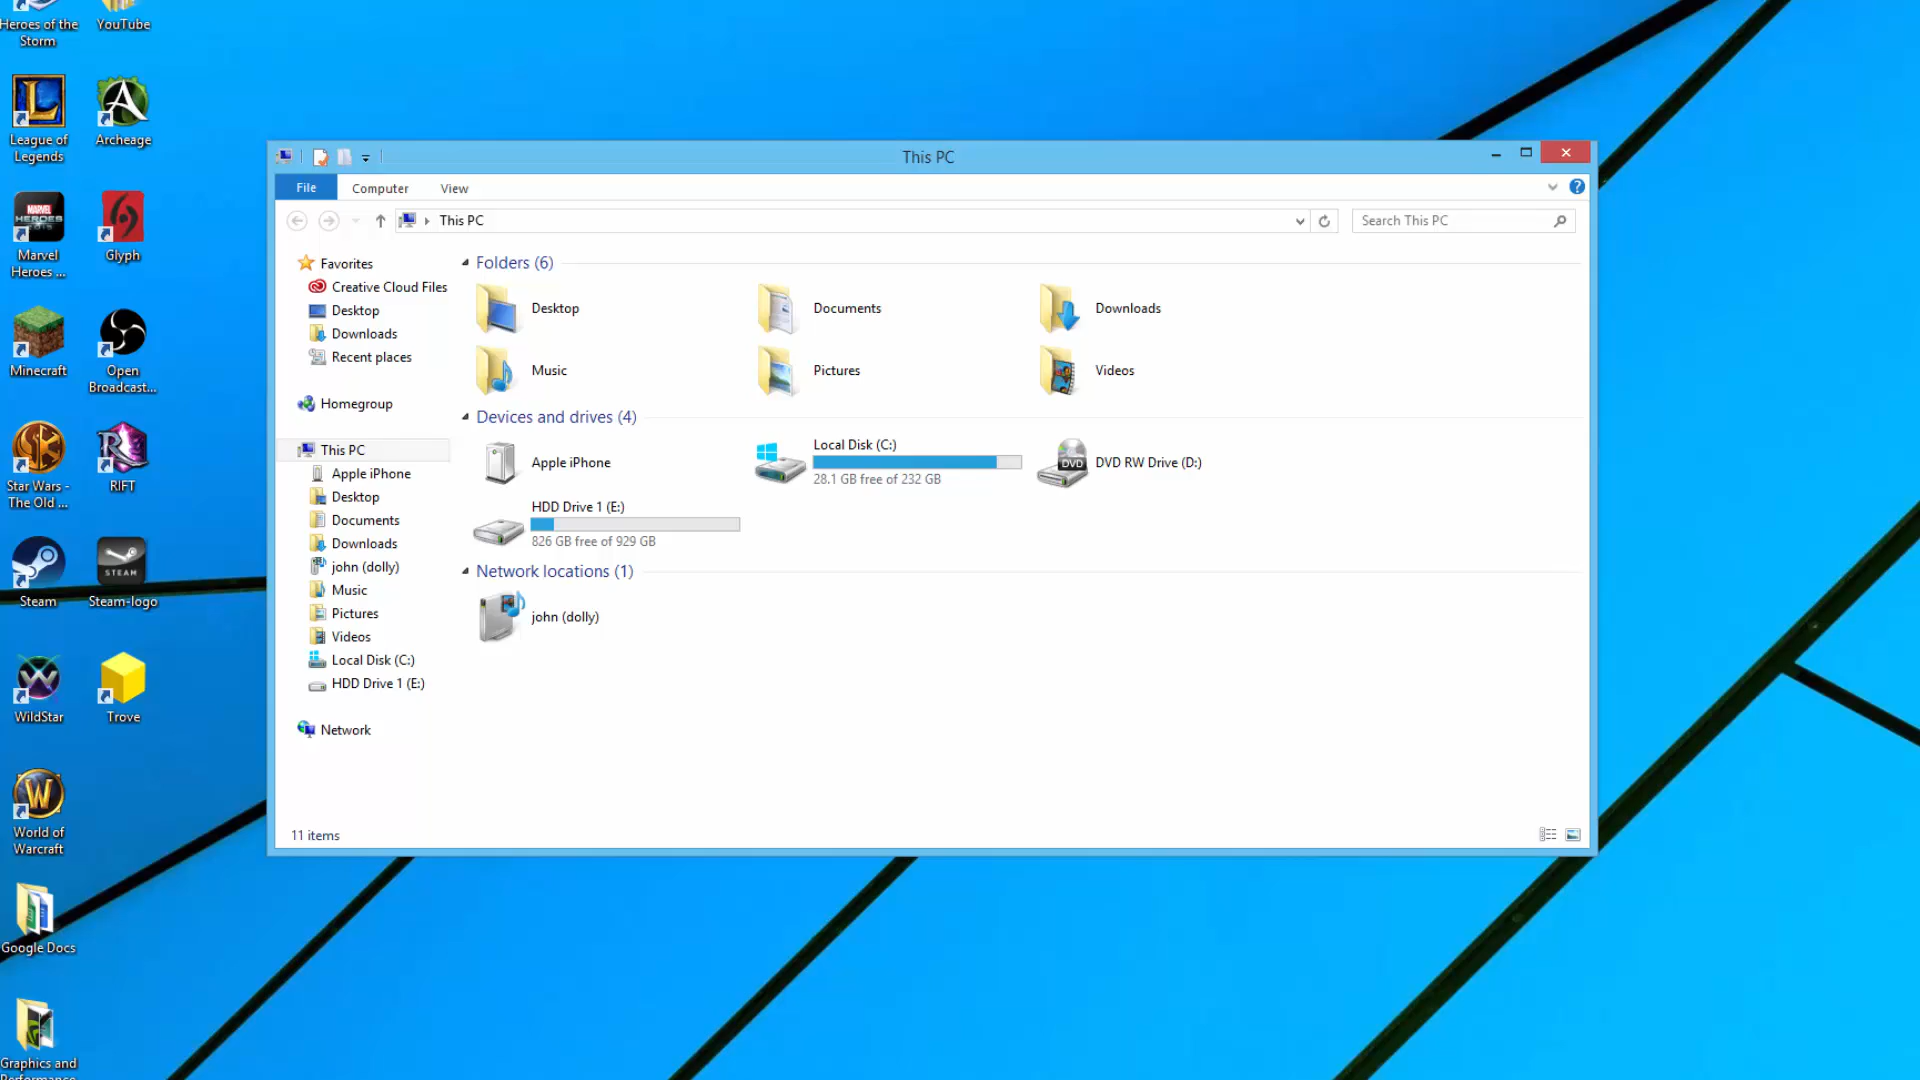 Heroes of the
Storm
YouTube
League of
Legends
Archeage
MARVEL
HEROES
2015
Marvel
Heroes ...
Glyph
Minecraft
Open
Broadcast...
Star Wars -
The Old ...
RIFT
Steam
STEAM
Steam-logo
WildStar
Trove
World of
Warcraft
Google Docs
Graphics and
Performance
This PC
File
Computer
View
This PC
Search This PC
Favorites
Creative Cloud Files
Desktop
Downloads
Recent places
Homegroup
This PC
Apple iPhone
Desktop
Documents
Downloads
john (dolly)
Music
Pictures
Videos
Local Disk (C:)
HDD Drive 1 (E:)
Network
Folders (6)
Desktop
Documents
Downloads
Music
Pictures
Videos
Devices and drives (4)
Apple iPhone
Local Disk (C:)
28.1 GB free of 232 GB
DVD
DVD RW Drive (D:)
HDD Drive 1 (E:)
826 GB free of 929 GB
Network locations (1)
john (dolly)
11 items